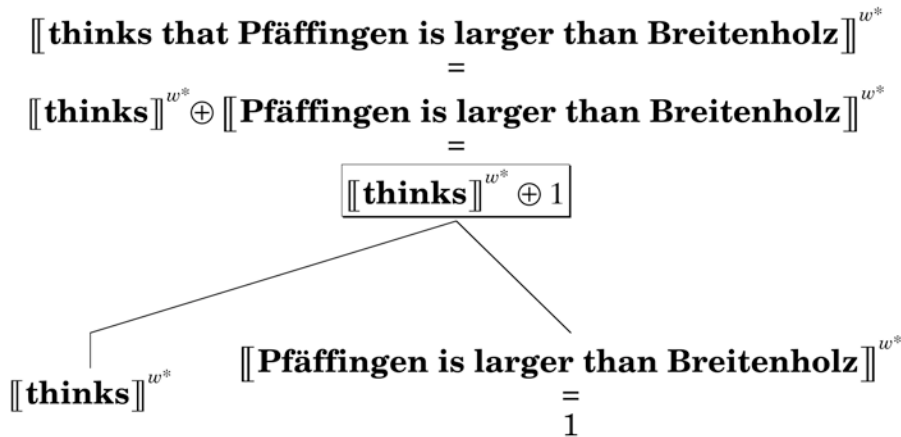 ⟦thinks that Pfäffingen is larger than Breitenholz⟧^w*
=
⟦thinks⟧^w* ⊕ ⟦Pfäffingen is larger than Breitenholz⟧^w*
=
⟦thinks⟧^w* ⊕ 1
⟦thinks⟧^w*
⟦Pfäffingen is larger than Breitenholz⟧^w*
=
1